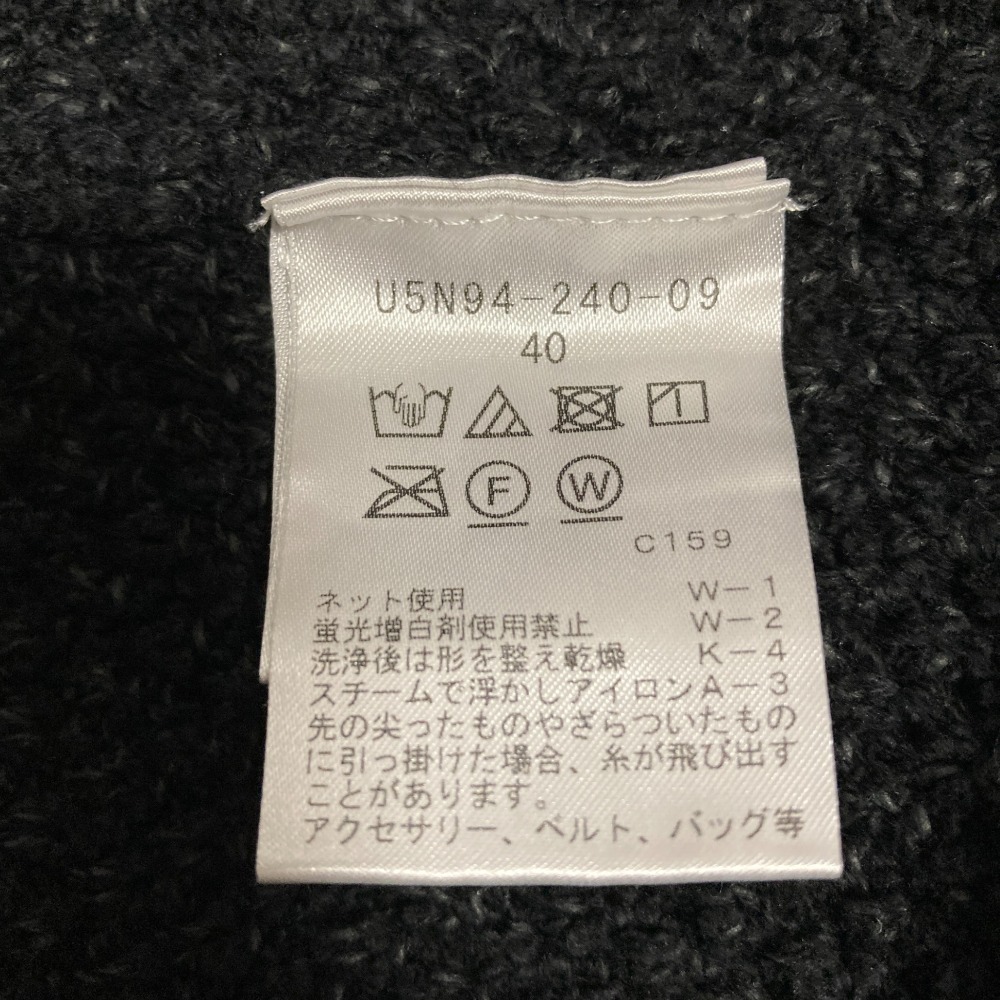 U5N94-240-09
40
F W
C159
ネット使用 W-1
蛍光増白剤使用禁止 W-2
洗浄後は形を整え乾燥 K-4
スチームで浮かしアイロンA-3
先の尖ったものやざらついたもの
に引っ掛けた場合、糸が飛び出す
ことがあります。
アクセサリー、ベルト、バッグ等